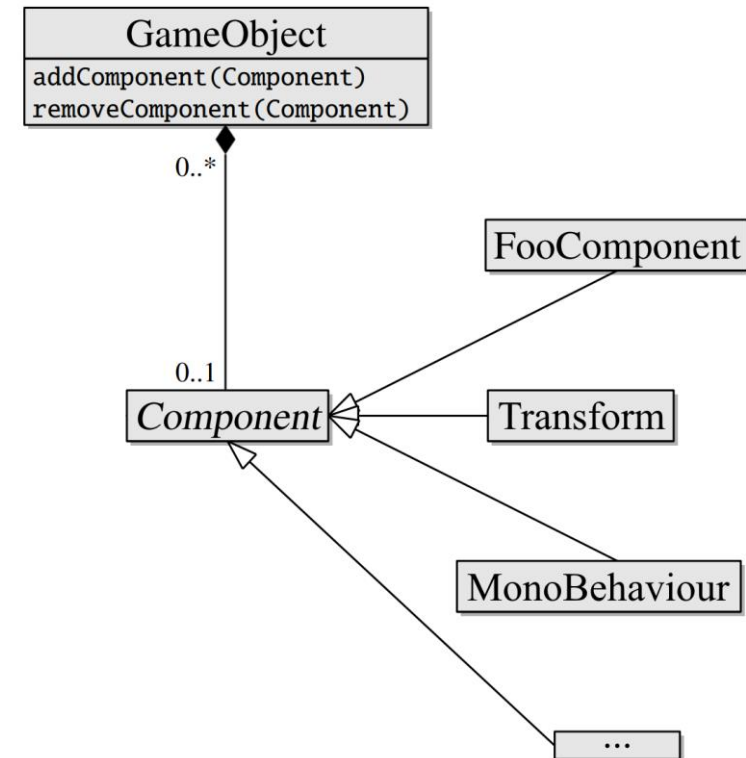 GameObject
addComponent(Component)
removeComponent(Component)
0..*
FooComponent
0..1
Component
Transform
MonoBehaviour
...